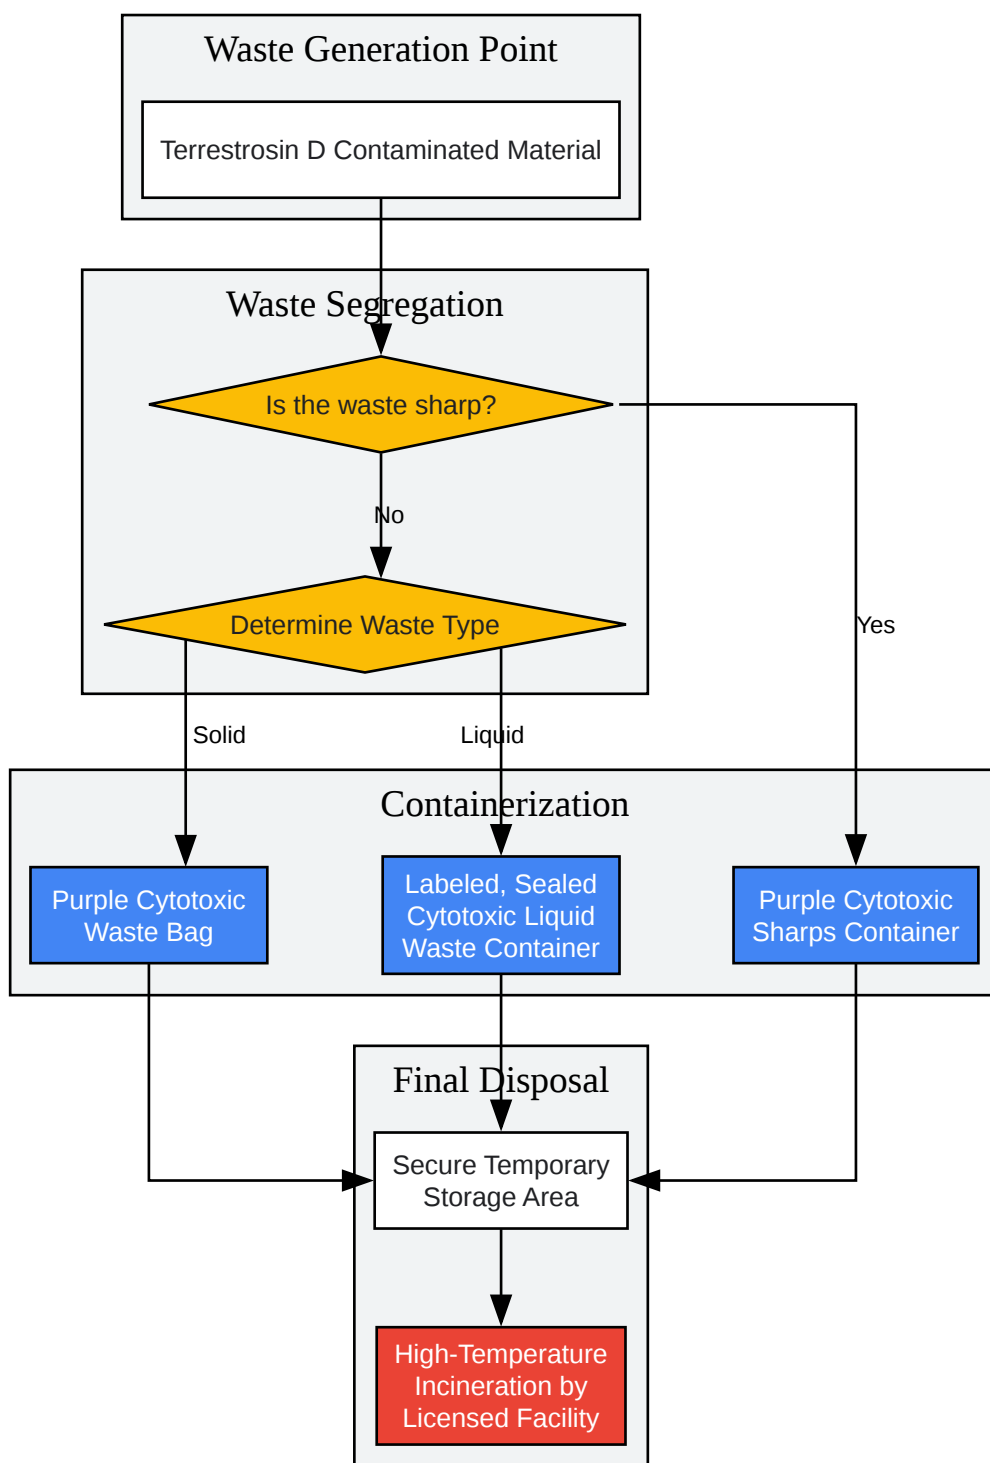 Waste Generation Point
Terrestrosin D Contaminated Material
Waste Segregation
Is the waste sharp?
No
Determine Waste Type
Yes
Solid
Liquid
Containerization
Purple Cytotoxic
Waste Bag
Labeled, Sealed
Cytotoxic Liquid
Waste Container
Purple Cytotoxic
Sharps Container
Final Disposal
Secure Temporary
Storage Area
High-Temperature
Incineration by
Licensed Facility